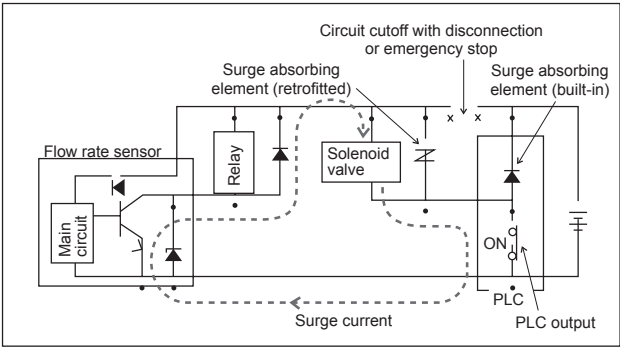 Circuit cutoff with disconnection
or emergency stop
Surge absorbing
element (retrofitted)
Surge absorbing
element (built-in)
x x
Flow rate sensor
Relay
Solenoid
valve
Main
circuit
ON
PLC
Surge current
PLC output